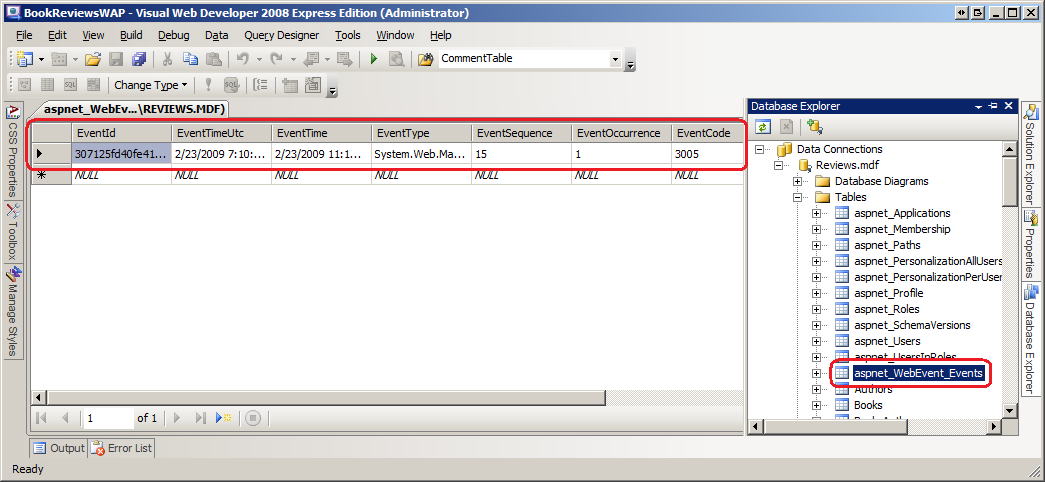 BookReviewsWAP - Visual Web Developer 2008 Express Edition (Administrator)
File Edit View Build Debug Data Query Designer Tools Window Help
CommentTable
Change Type
aspnet_WebEv...\REVIEWS.MDF)
EventId EventTimeUtc EventTime EventType EventSequence EventOccurrence EventCode
307125fd40fe41... 2/23/2009 7:10:... 2/23/2009 11:1... System.Web.Ma... 15 1 3005
NULL NULL NULL NULL NULL NULL NULL
1 of 1
CSS Properties
Toolbox
Manage Styles
Database Explorer
Data Connections
Reviews.mdf
Database Diagrams
Tables
aspnet_Applications
aspnet_Membership
aspnet_Paths
aspnet_PersonalizationAllUsers
aspnet_PersonalizationPerUser
aspnet_Profile
aspnet_Roles
aspnet_SchemaVersions
aspnet_Users
aspnet_UsersInRoles
aspnet_WebEvent_Events
Authors
Books
Solution Explorer
Properties
Database Explorer
Output Error List
Ready